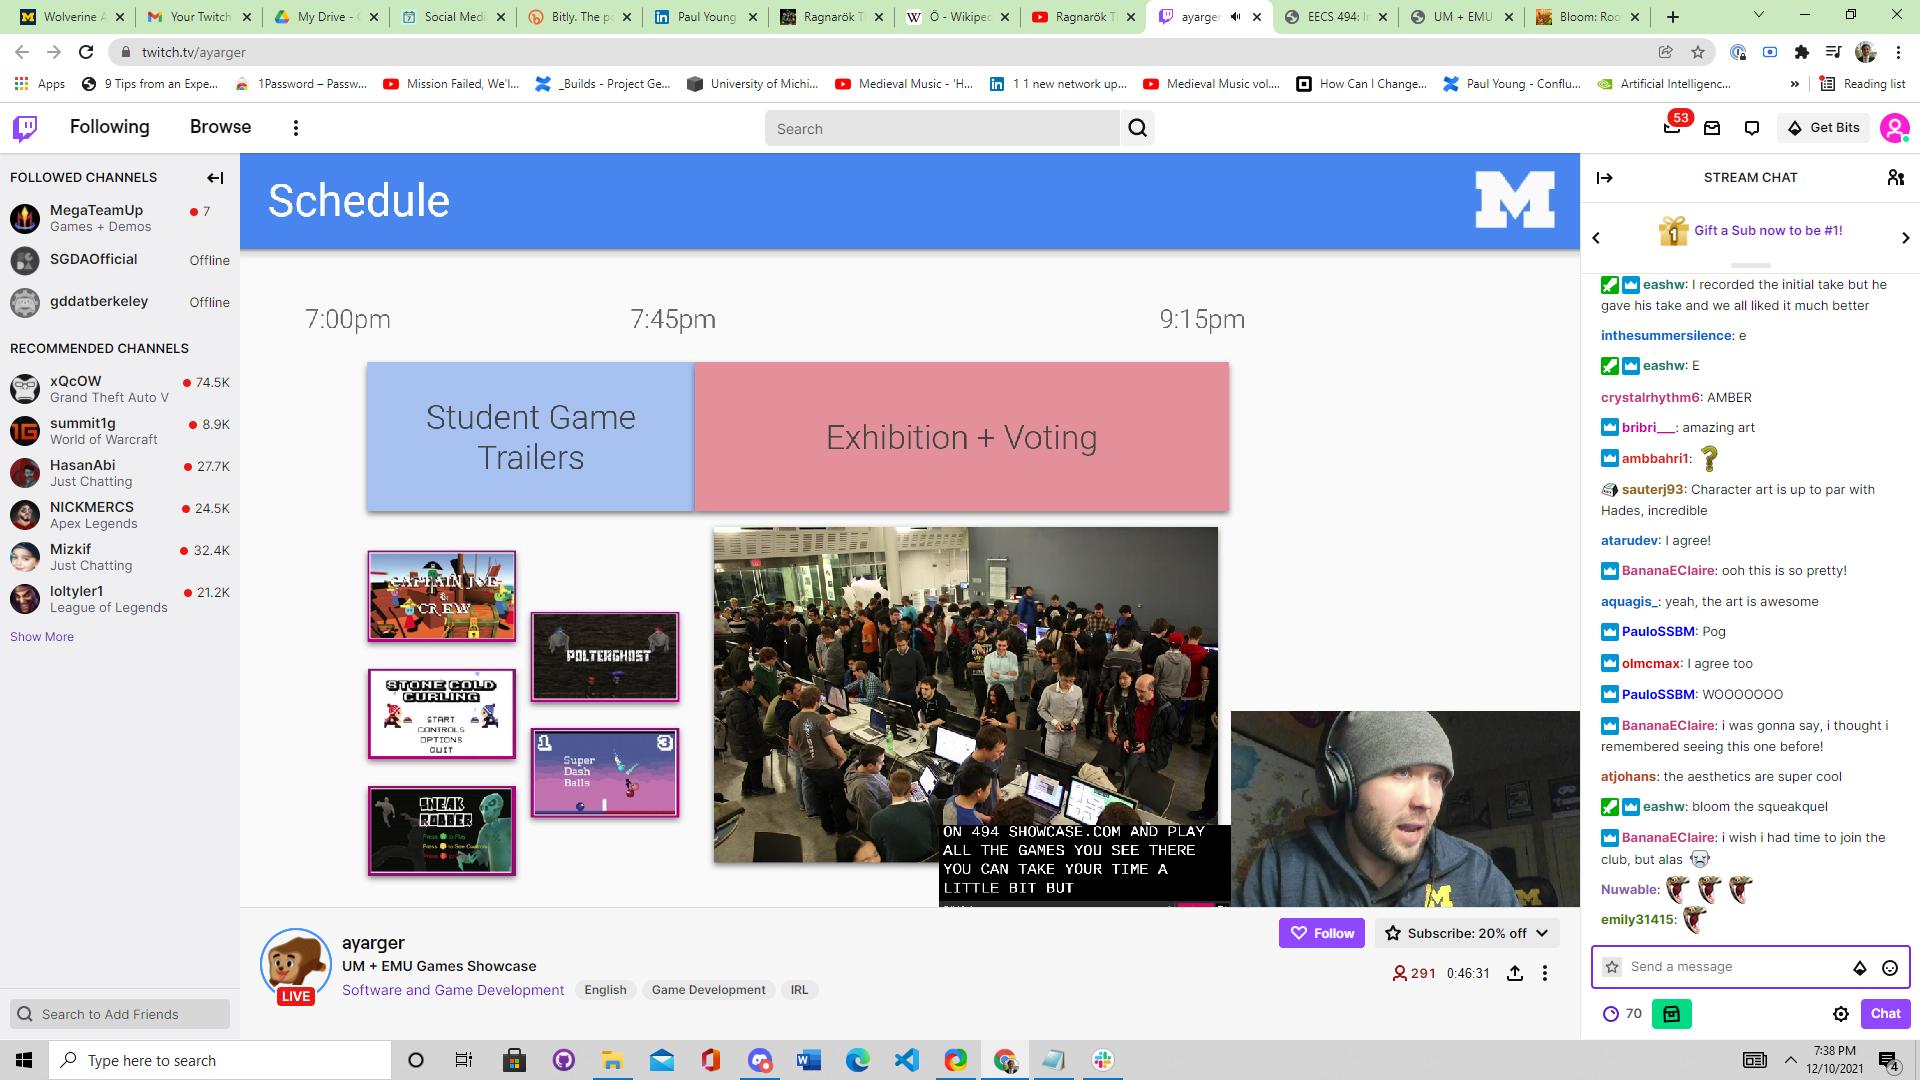 Wolverine A
Your Twitch
My Drive - G
Social Medi
Bitly. The po
Paul Young
Ragnarök T
Ö - Wikiped
Ragnarök T
ayarger
EECS 494: I
UM + EMU
Bloom: Roo
twitch.tv/ayarger
Apps
9 Tips from an Expe...
1Password – Passw...
Mission Failed, We'l...
_Builds - Project Ge...
University of Michi...
Medieval Music - 'H...
1 1 new network up...
Medieval Music vol....
How Can I Change...
Paul Young - Conflu...
Artificial Intelligenc...
»
Reading list
Following
Browse
Search
53
Get Bits
FOLLOWED CHANNELS
MegaTeamUp
7
Games + Demos
SGDAOfficial
Offline
gddatberkeley
Offline
RECOMMENDED CHANNELS
xQcOW
74.5K
Grand Theft Auto V
summit1g
8.9K
World of Warcraft
HasanAbi
27.7K
Just Chatting
NICKMERCS
24.5K
Apex Legends
Mizkif
32.4K
Just Chatting
loltyler1
21.2K
League of Legends
Show More
Search to Add Friends
Schedule
M
7:00pm
7:45pm
9:15pm
Student Game
Trailers
Exhibition + Voting
CAPTAIN JOE
&
CREW
POLTERGHOST
STONE COLD
CURLING
START
CONTROLS
OPTIONS
QUIT
1
3
Super
Dash
Balls
SNEAK
ROBBER
ON 494 SHOWCASE.COM AND PLAY
ALL THE GAMES YOU SEE THERE
YOU CAN TAKE YOUR TIME A
LITTLE BIT BUT
LIVE
ayarger
UM + EMU Games Showcase
Software and Game Development
English
Game Development
IRL
Follow
Subscribe: 20% off
291
0:46:31
STREAM CHAT
1
Gift a Sub now to be #1!
eashw: I recorded the initial take but he
gave his take and we all liked it much better
inthesummersilence: e
eashw: E
crystalrhythm6: AMBER
bribri___: amazing art
ambbahri1:
sauterj93: Character art is up to par with
Hades, incredible
atarudev: I agree!
BananaEClaire: ooh this is so pretty!
aquagis_: yeah, the art is awesome
PauloSSBM: Pog
olmcmax: I agree too
PauloSSBM: WOOOOOOO
BananaEClaire: i was gonna say, i thought i
remembered seeing this one before!
atjohans: the aesthetics are super cool
eashw: bloom the squeakquel
BananaEClaire: i wish i had time to join the
club, but alas
Nuwable:
emily31415:
Send a message
70
Chat
Type here to search
7:38 PM
12/10/2021
4